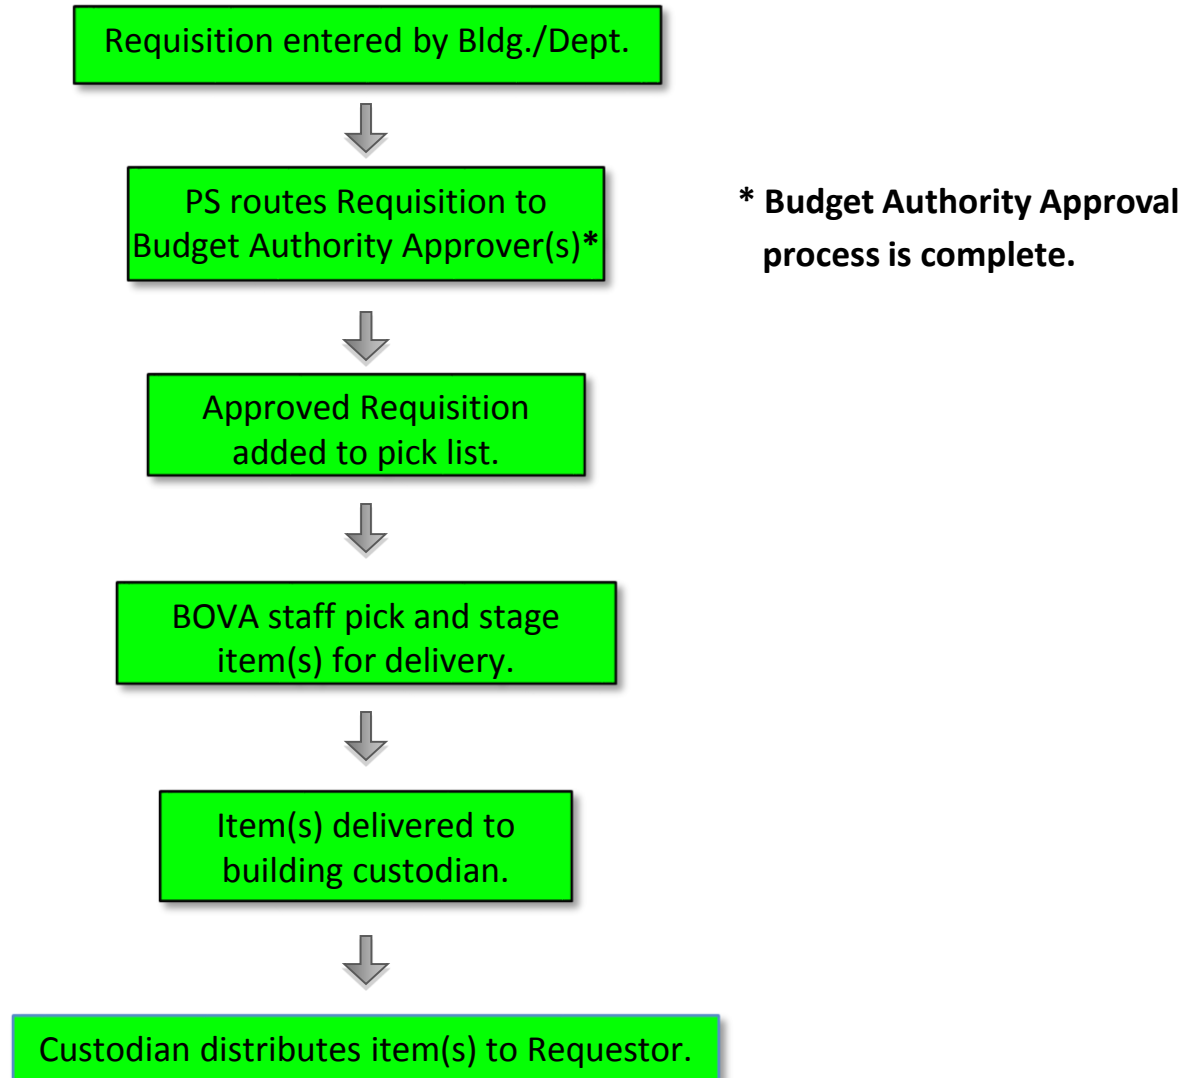 Requisition entered by Bldg./Dept.
PS routes Requisition to
Budget Authority Approver(s)*
* Budget Authority Approval
process is complete.
Approved Requisition
added to pick list.
BOVA staff pick and stage
item(s) for delivery.
Item(s) delivered to
building custodian.
Custodian distributes item(s) to Requestor.